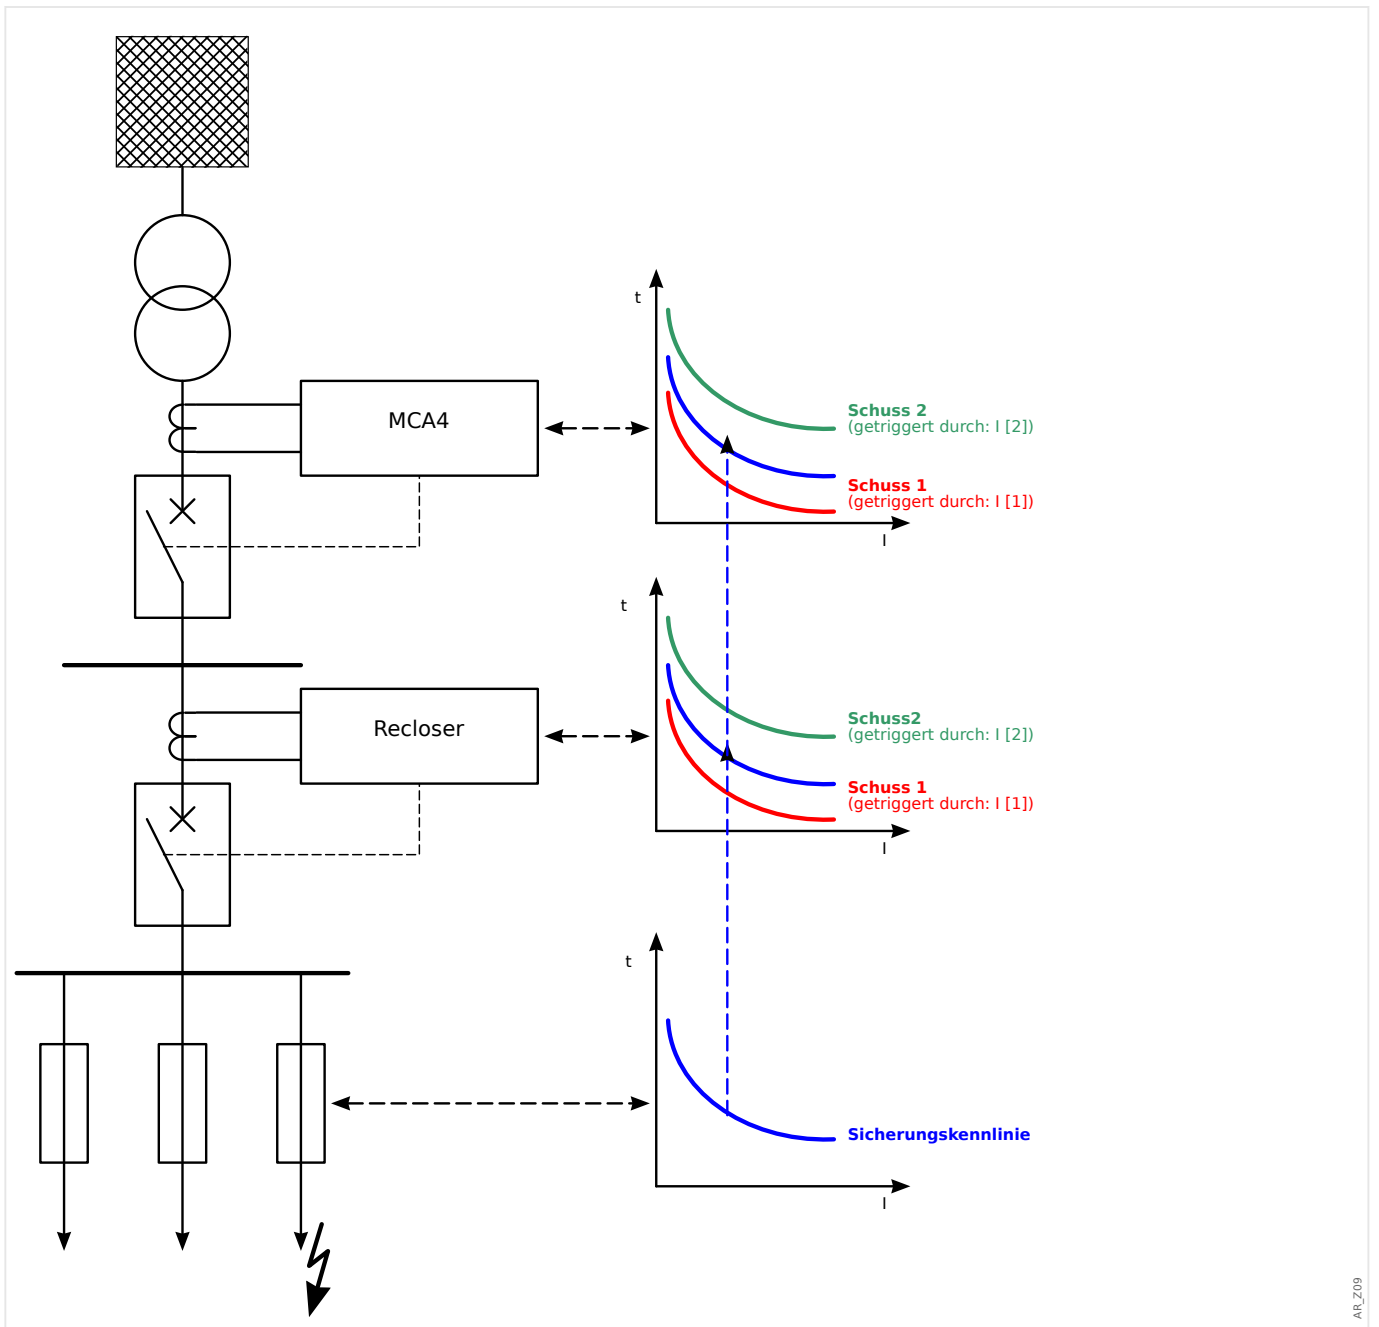 t
MCA4
Schuss 2
(getriggert durch: I [2])
Schuss 1
(getriggert durch: I [1])
I
t
Recloser
Schuss2
(getriggert durch: I [2])
Schuss 1
(getriggert durch: I [1])
I
t
Sicherungskennlinie
I
AR_Z09